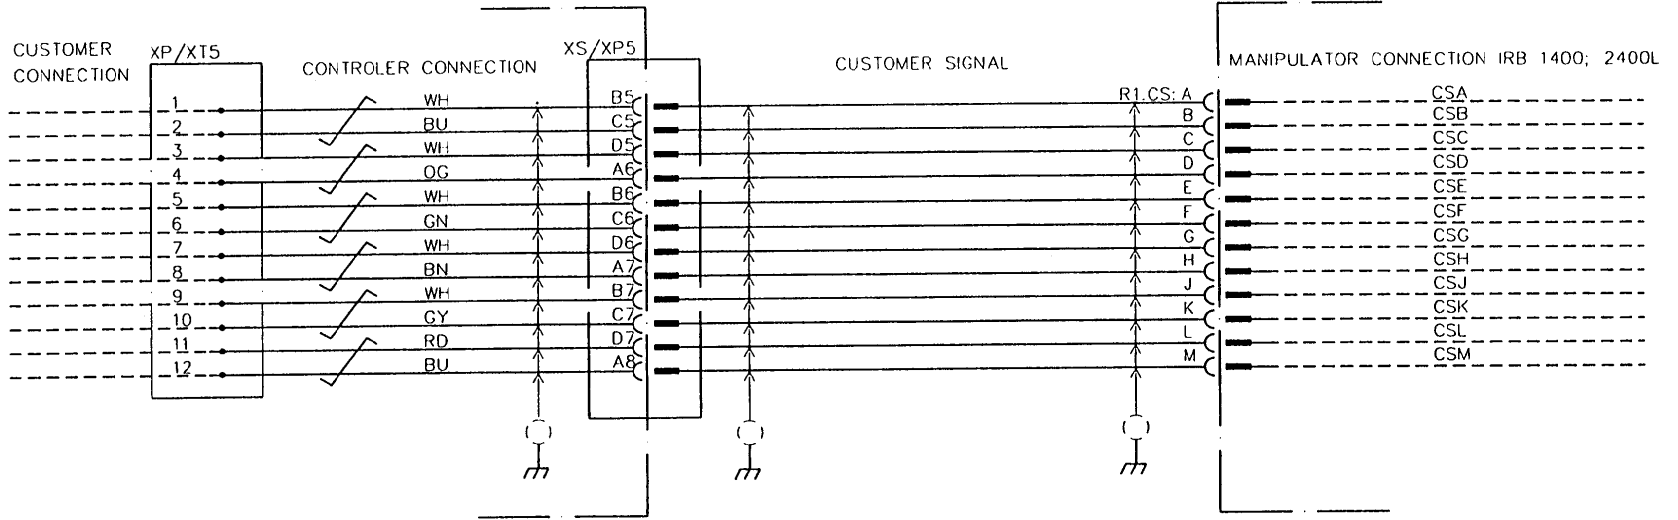 CUSTOMER
CONNECTION
XP/XT5
CONTROLER CONNECTION
XS/XP5
CUSTOMER SIGNAL
MANIPULATOR CONNECTION IRB 1400; 2400L
1 WH B5 R1.CS: A CSA
2 BU C5 B CSB
3 WH D5 C CSC
4 OG A6 D CSD
5 WH B6 E CSE
6 GN C6 F CSF
7 WH D6 G CSG
8 BN A7 H CSH
9 WH B7 J CSJ
10 GY C7 K CSK
11 RD D7 L CSL
12 BU A8 M CSM